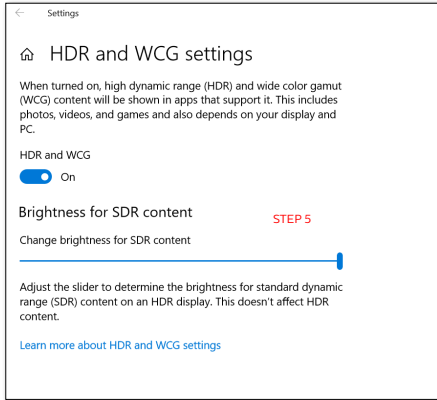 Settings
HDR and WCG settings
When turned on, high dynamic range (HDR) and wide color gamut
(WCG) content will be shown in apps that support it. This includes
photos, videos, and games and also depends on your display and
PC.
HDR and WCG
On
Brightness for SDR content
STEP 5
Change brightness for SDR content
Adjust the slider to determine the brightness for standard dynamic
range (SDR) content on an HDR display. This doesn't affect HDR
content.
Learn more about HDR and WCG settings